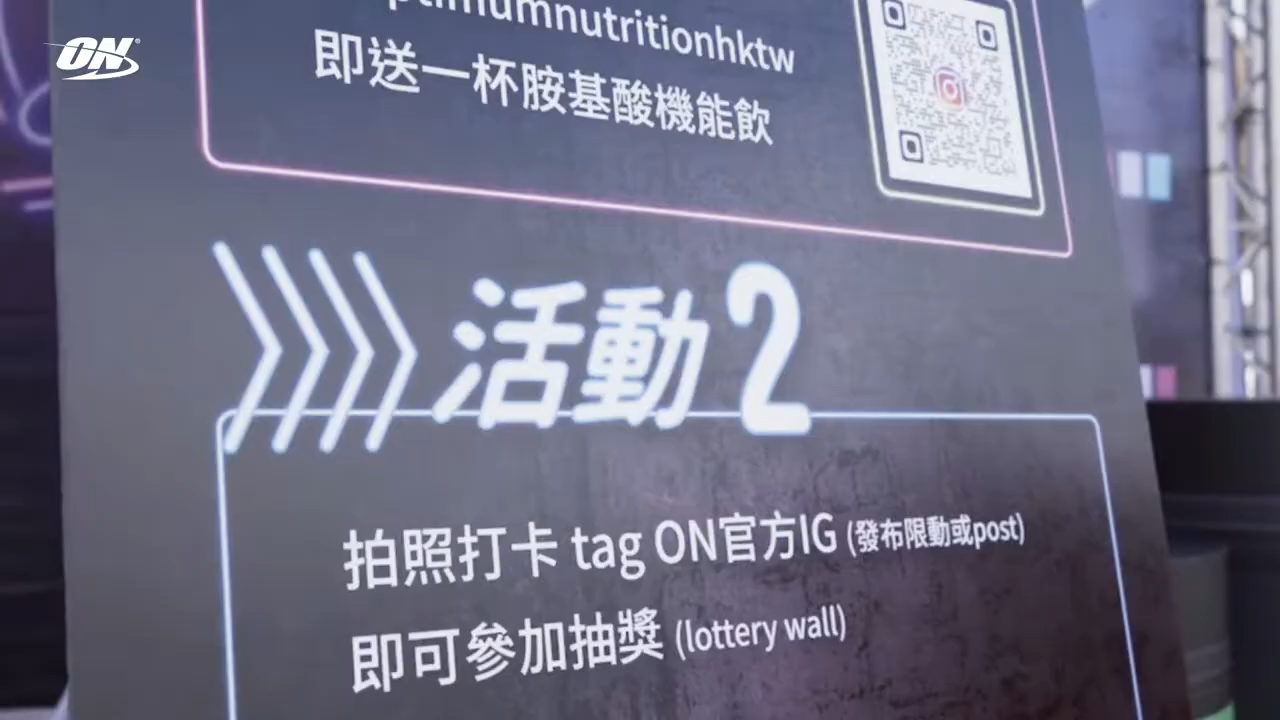 ON
optimumnutritionhktw
即送一杯胺基酸機能飲
活動2
拍照打卡 tag ON官方IG (發布限動或post)
即可參加抽獎 (lottery wall)